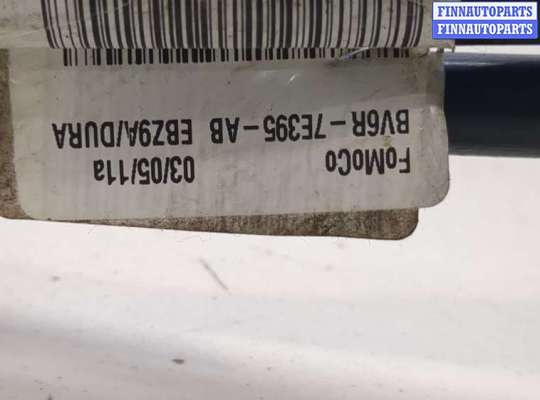 FINNAUTOPARTS
FINNAUTOPARTS
FoMoCo 03/05/11a
BV6R-7E395-AB EBZ9A/DURA